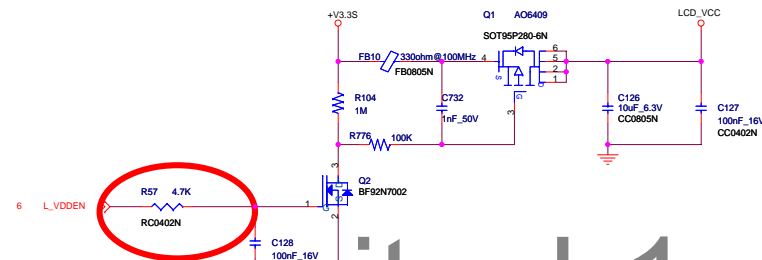 Q1 AO6409
SOT95P280-6N
+V3.3S
LCD_VCC
FB10 330ohm@100MHz 4
FB0805N
6
5
2
1
S
D
G
3
R104
1M
C732
1nF_50V
C126
10uF_6.3V
CC0805N
C127
100nF_16V
CC0402N
R776 100K
3
Q2
BF92N7002
1
G
D
S
2
6 L_VDDEN
R57 4.7K
RC0402N
C128
100nF_16V